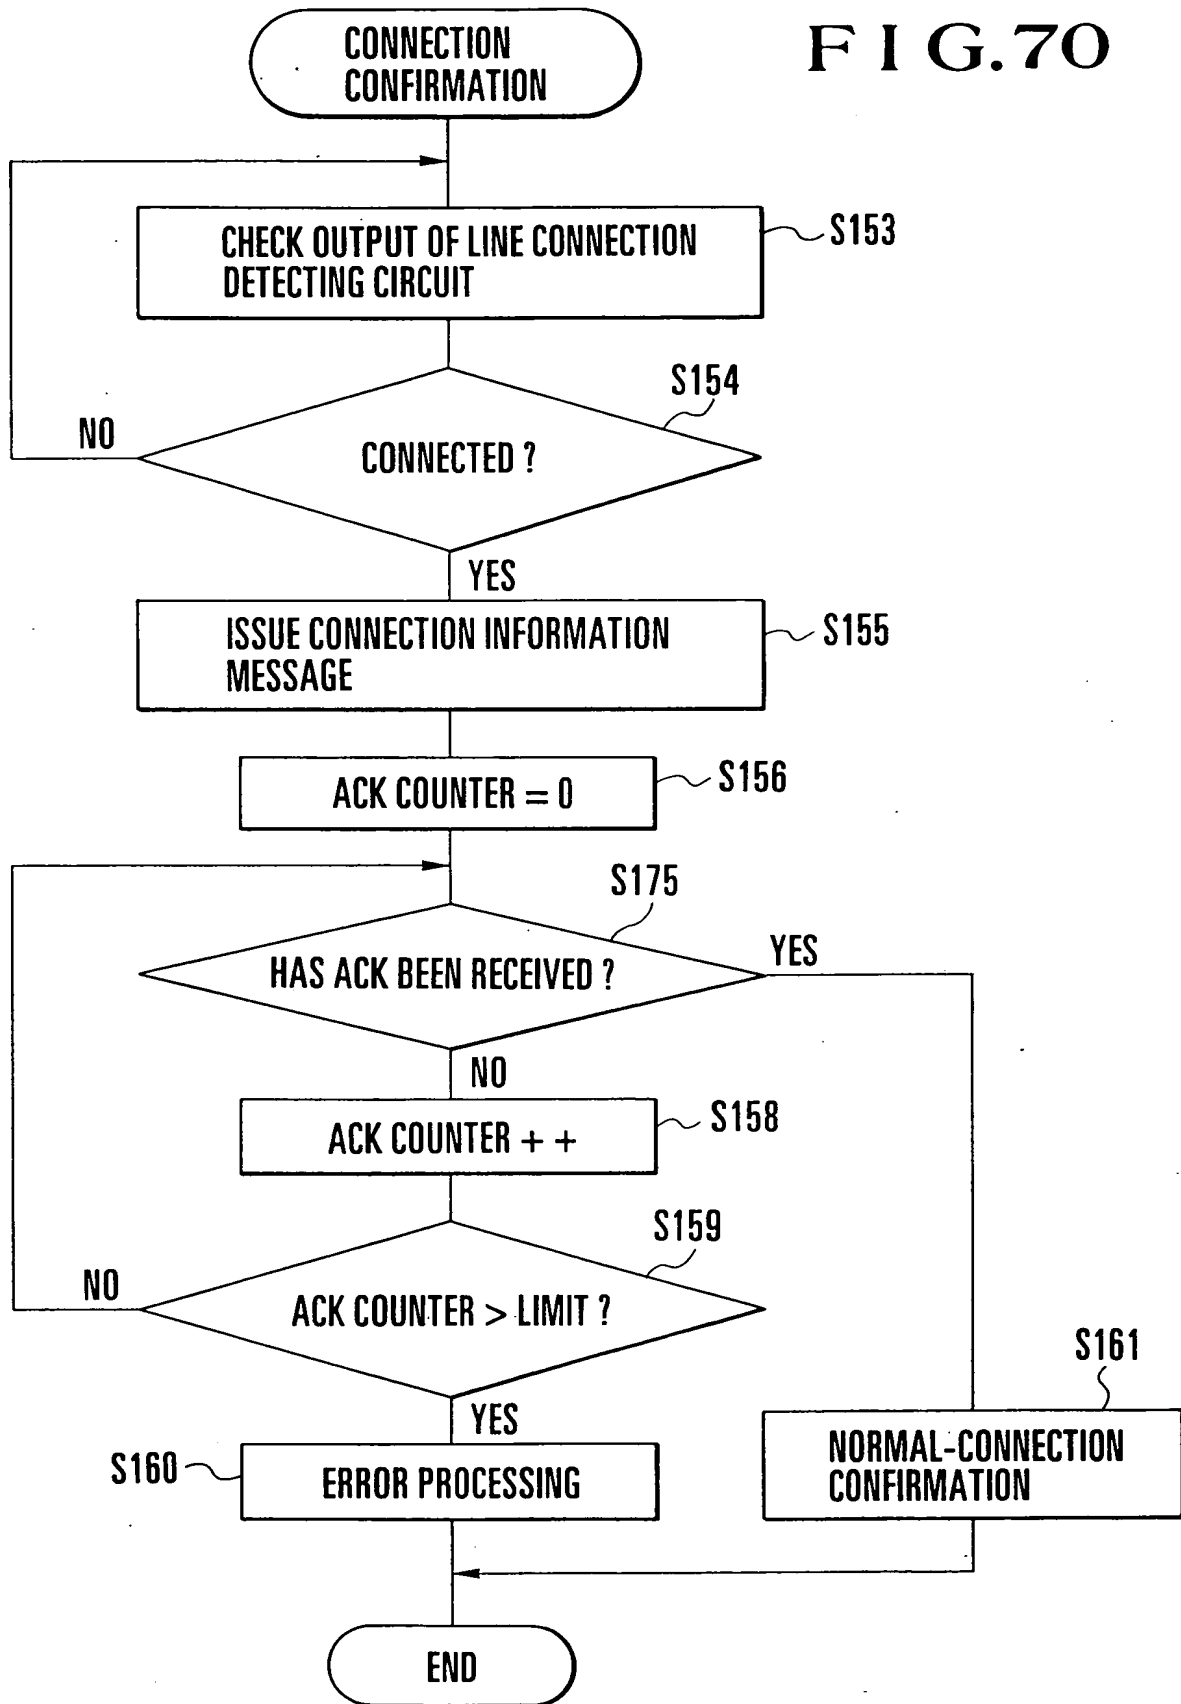 FIG.70
CONNECTION
CONFIRMATION
CHECK OUTPUT OF LINE CONNECTION
DETECTING CIRCUIT
S153
S154
NO
CONNECTED ?
YES
ISSUE CONNECTION INFORMATION
MESSAGE
S155
ACK COUNTER = 0
S156
S175
HAS ACK BEEN RECEIVED ?
YES
NO
ACK COUNTER + +
S158
S159
NO
ACK COUNTER > LIMIT ?
YES
S161
S160
ERROR PROCESSING
NORMAL-CONNECTION
CONFIRMATION
END